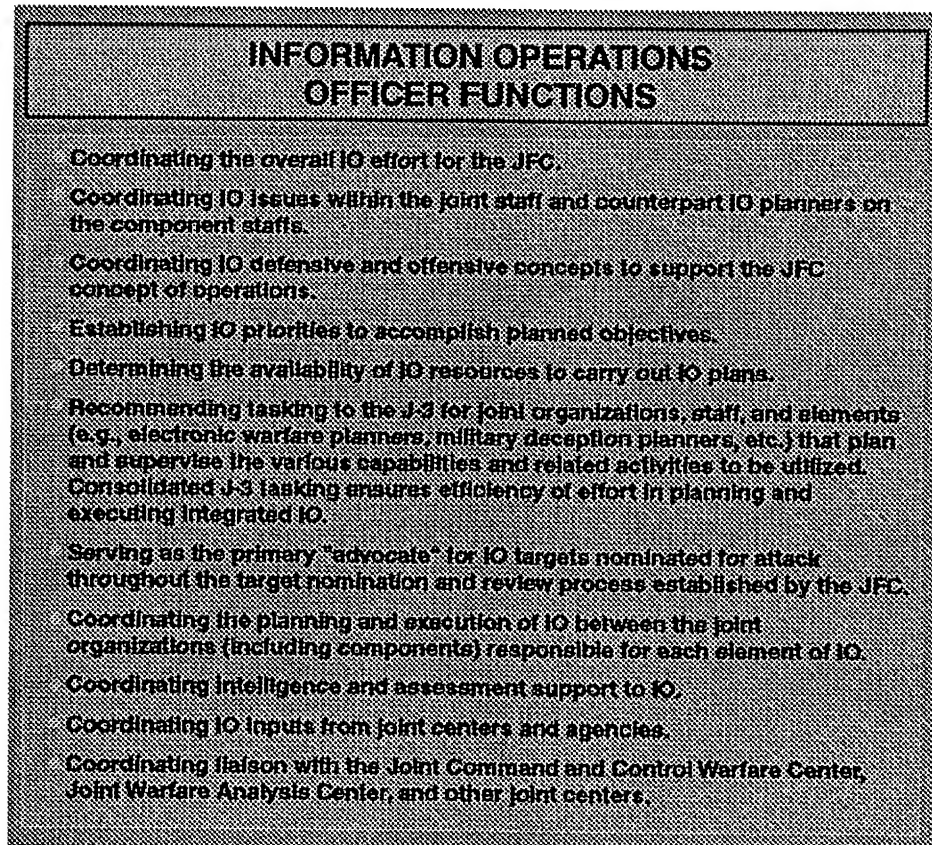 INFORMATION OPERATIONS
OFFICER FUNCTIONS
Coordinating the overall IO effort for the JFC.
Coordinating IO issues within the joint staff and counterpart IO planners on
the component staffs.
Coordinating IO defensive and offensive concepts to support the JFC
concept of operations.
Establishing IO priorities to accomplish planned objectives.
Determining the availability of IO resources to carry out IO plans.
Recommending tasking to the J-3 for joint organizations, staff, and elements
(e.g., electronic warfare planners, military deception planners, etc.) that plan
and supervise the various capabilities and related activities to be utilized.
Consolidated J-3 tasking ensures efficiency of effort in planning and
executing integrated IO.
Serving as the primary "advocate" for IO targets nominated for attack
throughout the target nomination and review process established by the JFC.
Coordinating the planning and execution of IO between the joint
organizations (including components) responsible for each element of IO.
Coordinating intelligence and assessment support to IO.
Coordinating IO inputs from joint centers and agencies.
Coordinating liaison with the Joint Command and Control Warfare Center,
Joint Warfare Analysis Center, and other joint centers.